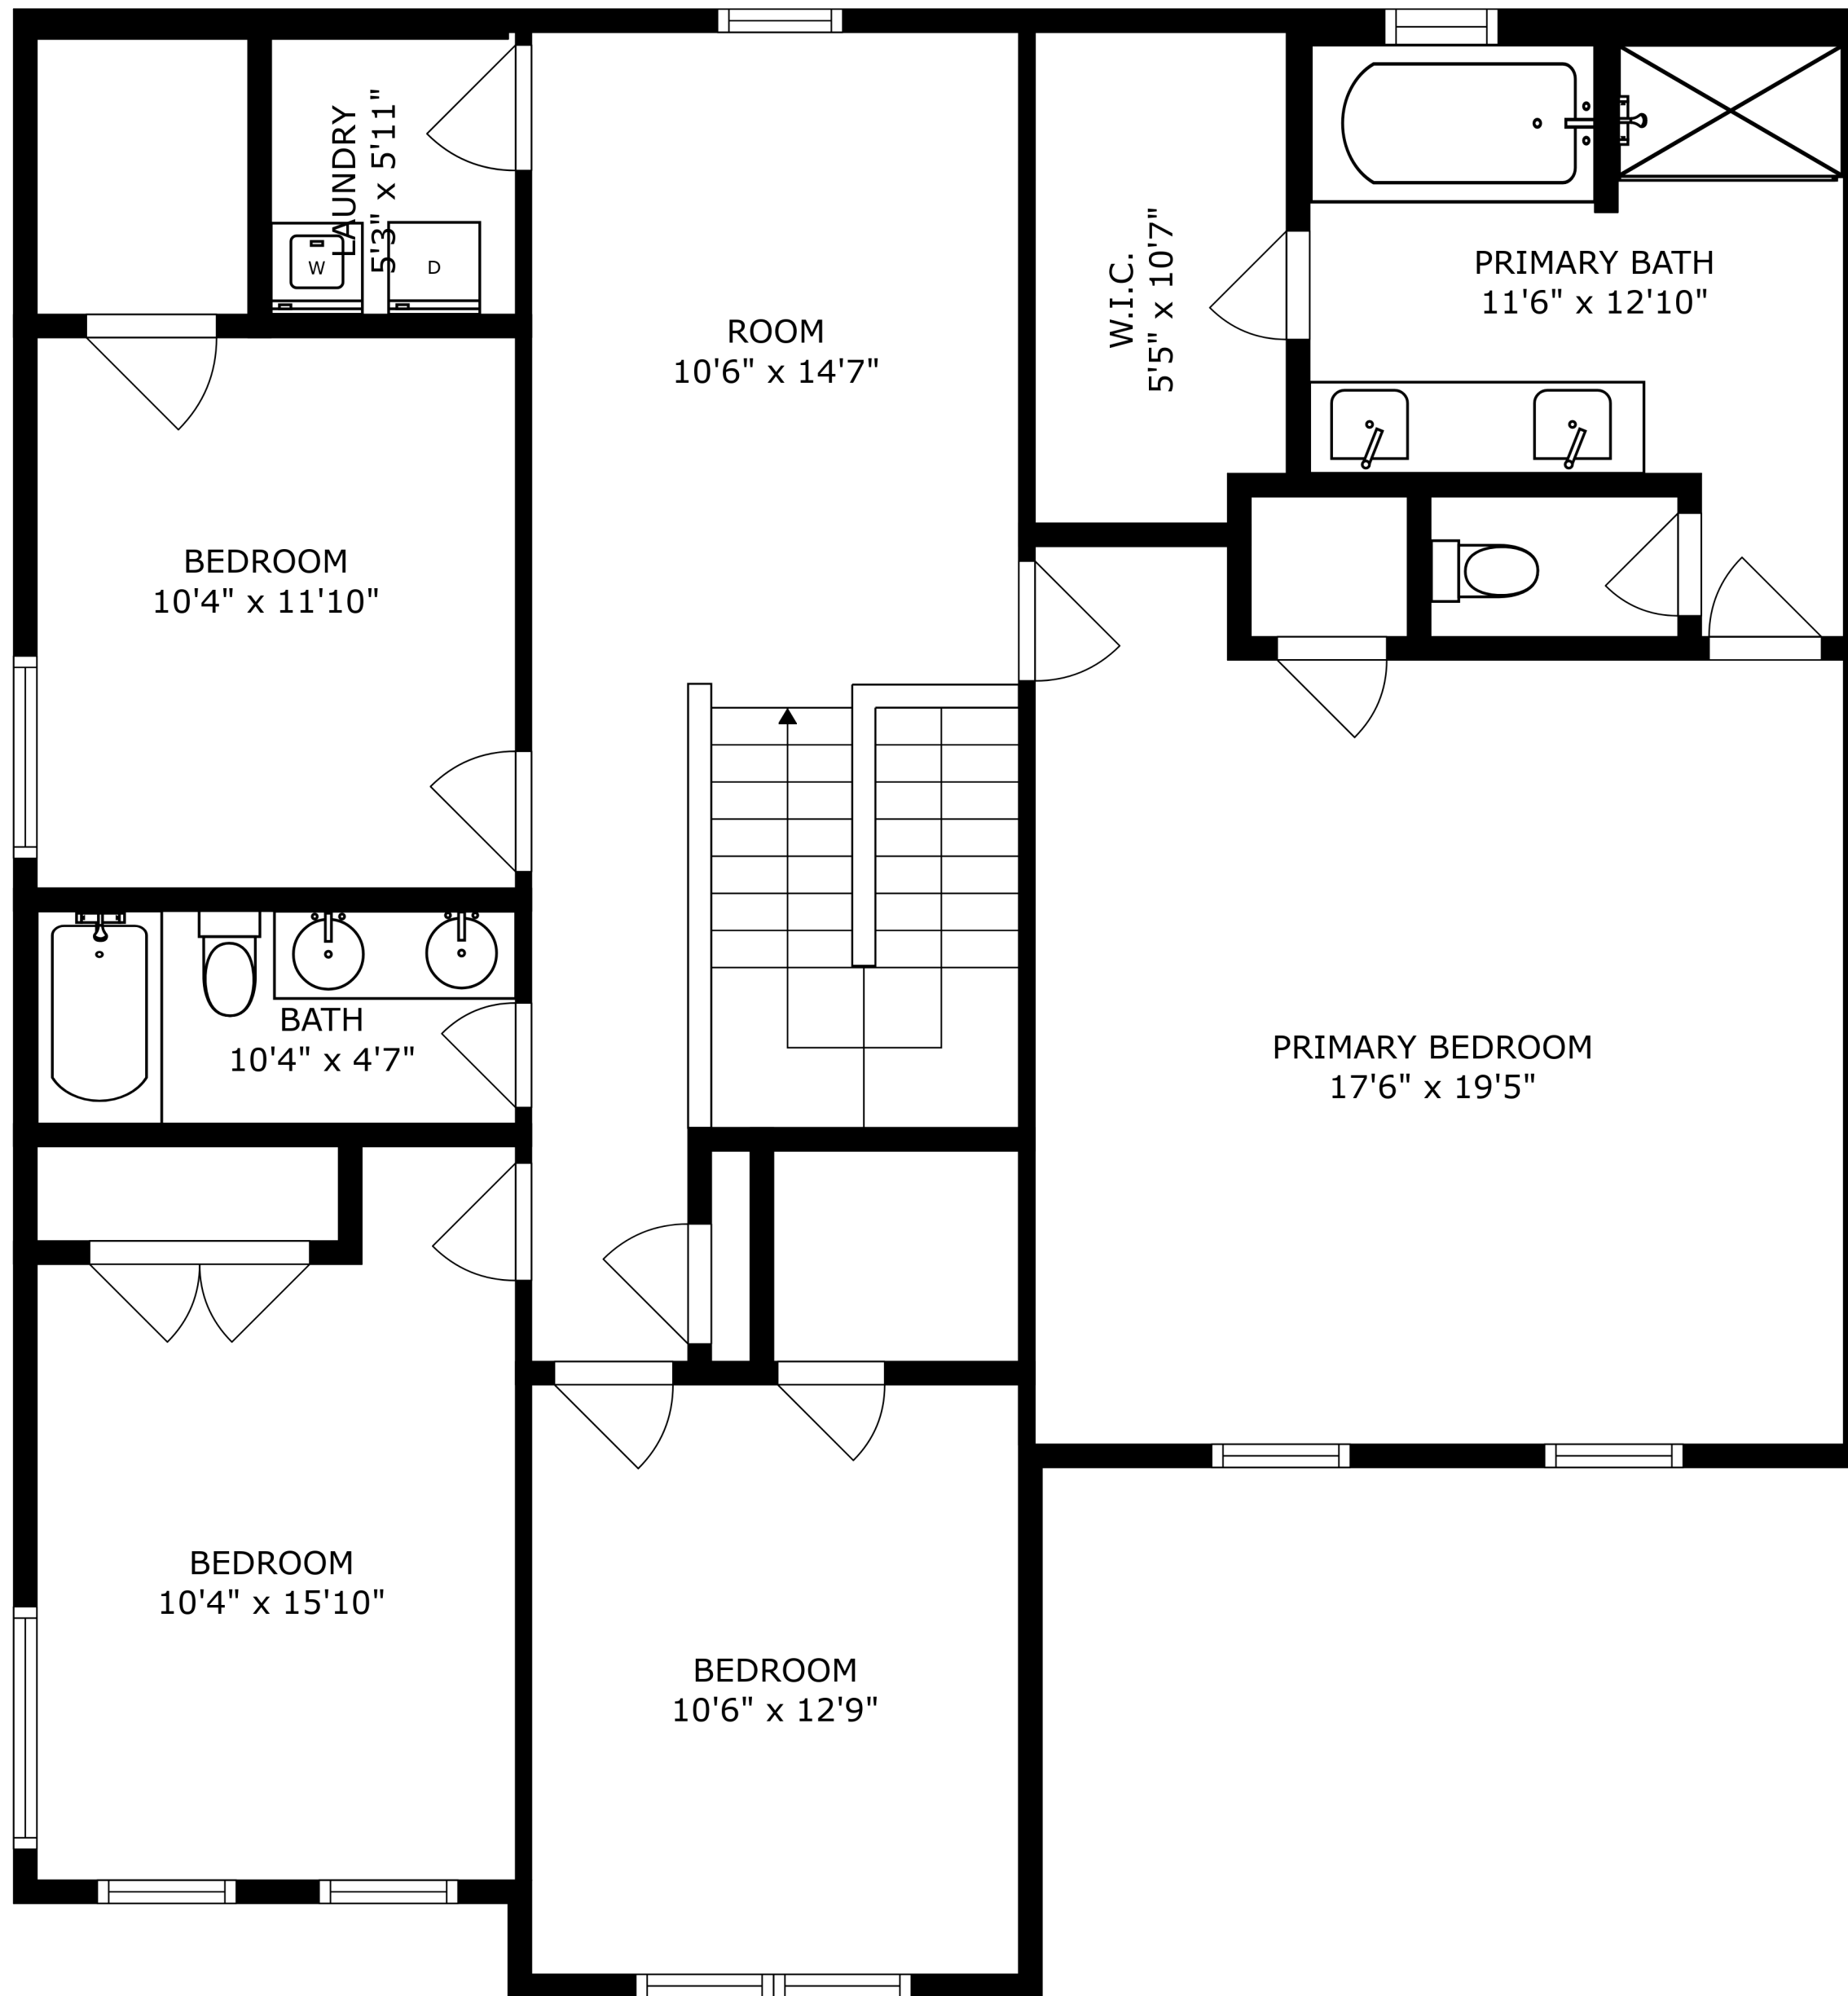 LAUNDRY
5'3" x 5'11"
W
D
ROOM
10'6" x 14'7"
W.I.C.
5'5" x 10'7"
PRIMARY BATH
11'6" x 12'10"
BEDROOM
10'4" x 11'10"
BATH
10'4" x 4'7"
PRIMARY BEDROOM
17'6" x 19'5"
BEDROOM
10'4" x 15'10"
BEDROOM
10'6" x 12'9"